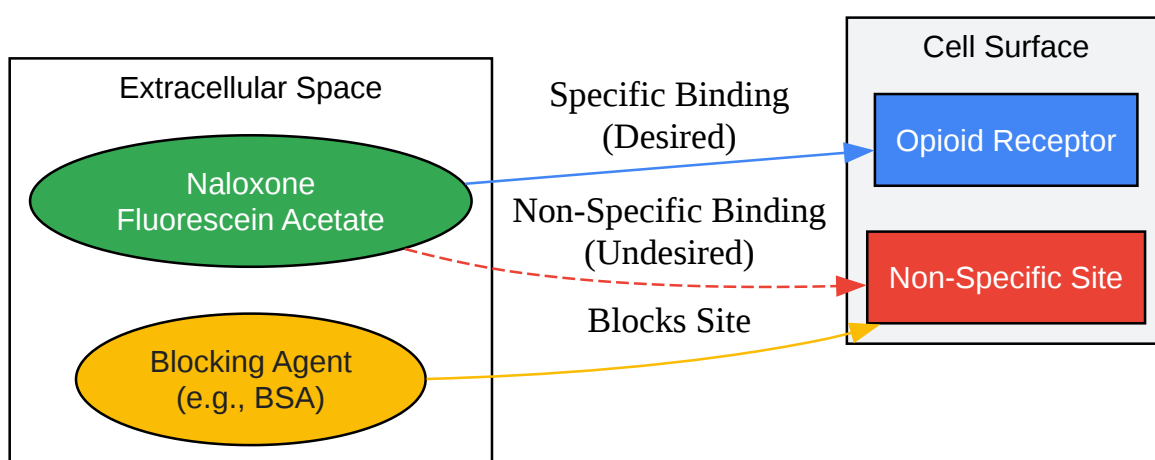 Extracellular Space
Naloxone
Fluorescein Acetate
Blocking Agent
(e.g., BSA)
Specific Binding
(Desired)
Non-Specific Binding
(Undesired)
Blocks Site
Cell Surface
Opioid Receptor
Non-Specific Site